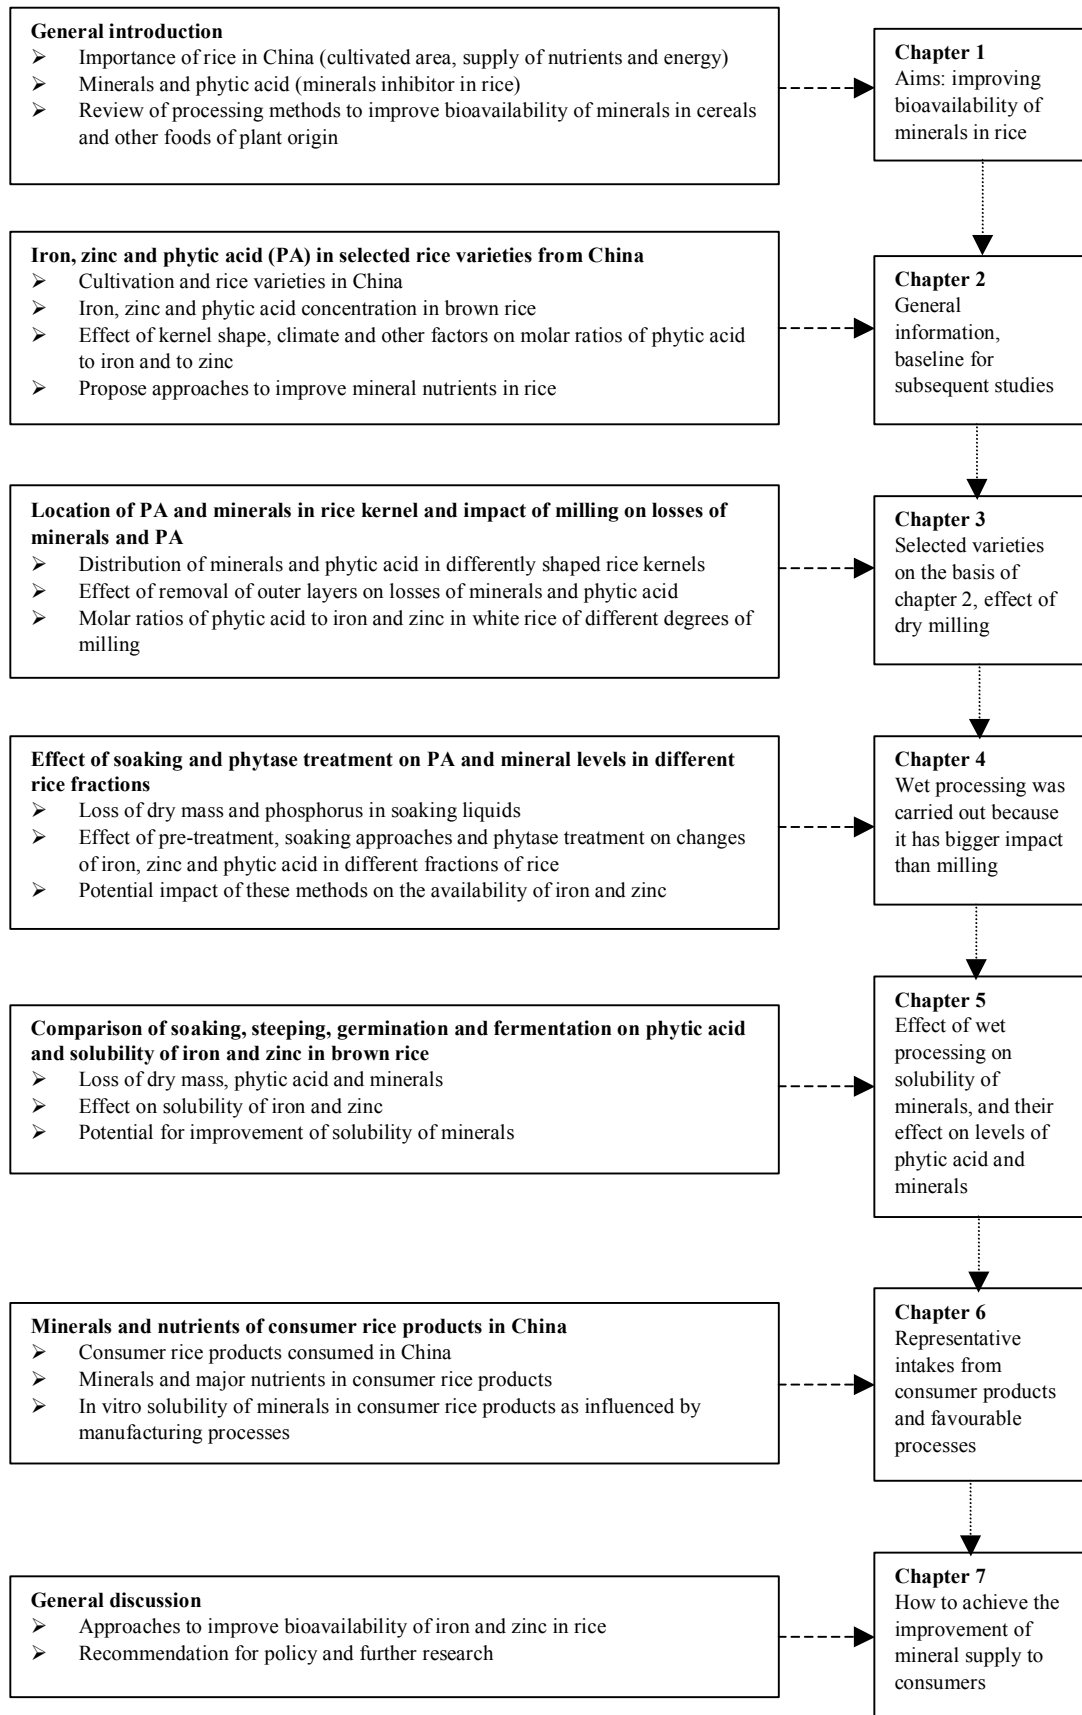 General introduction
➢ Importance of rice in China (cultivated area, supply of nutrients and energy)
➢ Minerals and phytic acid (minerals inhibitor in rice)
➢ Review of processing methods to improve bioavailability of minerals in cereals
and other foods of plant origin
Chapter 1
Aims: improving
bioavailability of
minerals in rice
Iron, zinc and phytic acid (PA) in selected rice varieties from China
➢ Cultivation and rice varieties in China
➢ Iron, zinc and phytic acid concentration in brown rice
➢ Effect of kernel shape, climate and other factors on molar ratios of phytic acid
to iron and to zinc
➢ Propose approaches to improve mineral nutrients in rice
Chapter 2
General
information,
baseline for
subsequent studies
Location of PA and minerals in rice kernel and impact of milling on losses of
minerals and PA
➢ Distribution of minerals and phytic acid in differently shaped rice kernels
➢ Effect of removal of outer layers on losses of minerals and phytic acid
➢ Molar ratios of phytic acid to iron and zinc in white rice of different degrees of
milling
Chapter 3
Selected varieties
on the basis of
chapter 2, effect of
dry milling
Effect of soaking and phytase treatment on PA and mineral levels in different
rice fractions
➢ Loss of dry mass and phosphorus in soaking liquids
➢ Effect of pre-treatment, soaking approaches and phytase treatment on changes
of iron, zinc and phytic acid in different fractions of rice
➢ Potential impact of these methods on the availability of iron and zinc
Chapter 4
Wet processing was
carried out because
it has bigger impact
than milling
Comparison of soaking, steeping, germination and fermentation on phytic acid
and solubility of iron and zinc in brown rice
➢ Loss of dry mass, phytic acid and minerals
➢ Effect on solubility of iron and zinc
➢ Potential for improvement of solubility of minerals
Chapter 5
Effect of wet
processing on
solubility of
minerals, and their
effect on levels of
phytic acid and
minerals
Minerals and nutrients of consumer rice products in China
➢ Consumer rice products consumed in China
➢ Minerals and major nutrients in consumer rice products
➢ In vitro solubility of minerals in consumer rice products as influenced by
manufacturing processes
Chapter 6
Representative
intakes from
consumer products
and favourable
processes
General discussion
➢ Approaches to improve bioavailability of iron and zinc in rice
➢ Recommendation for policy and further research
Chapter 7
How to achieve the
improvement of
mineral supply to
consumers